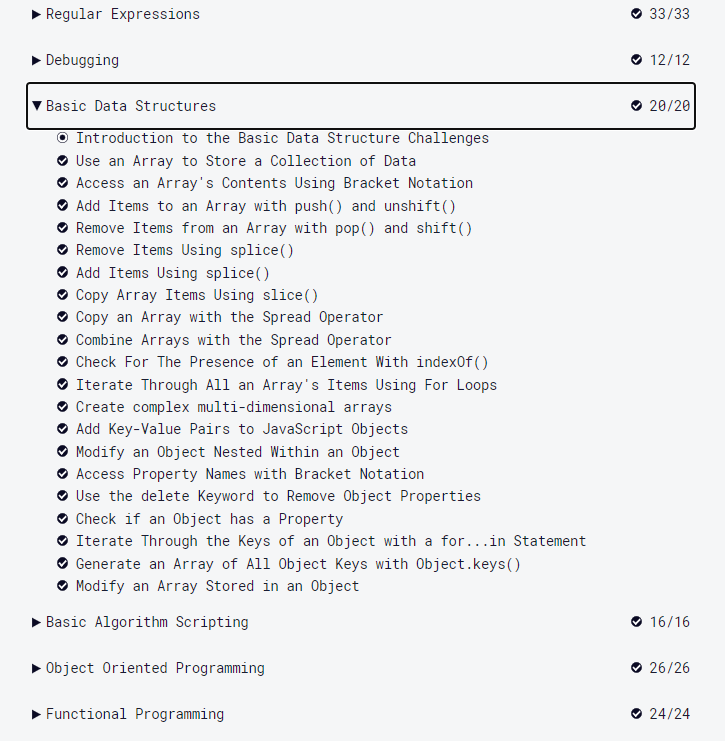 Regular Expressions 33/33
Debugging 12/12
Basic Data Structures 20/20
Introduction to the Basic Data Structure Challenges
Use an Array to Store a Collection of Data
Access an Array's Contents Using Bracket Notation
Add Items to an Array with push() and unshift()
Remove Items from an Array with pop() and shift()
Remove Items Using splice()
Add Items Using splice()
Copy Array Items Using slice()
Copy an Array with the Spread Operator
Combine Arrays with the Spread Operator
Check For The Presence of an Element With indexOf()
Iterate Through All an Array's Items Using For Loops
Create complex multi-dimensional arrays
Add Key-Value Pairs to JavaScript Objects
Modify an Object Nested Within an Object
Access Property Names with Bracket Notation
Use the delete Keyword to Remove Object Properties
Check if an Object has a Property
Iterate Through the Keys of an Object with a for...in Statement
Generate an Array of All Object Keys with Object.keys()
Modify an Array Stored in an Object
Basic Algorithm Scripting 16/16
Object Oriented Programming 26/26
Functional Programming 24/24